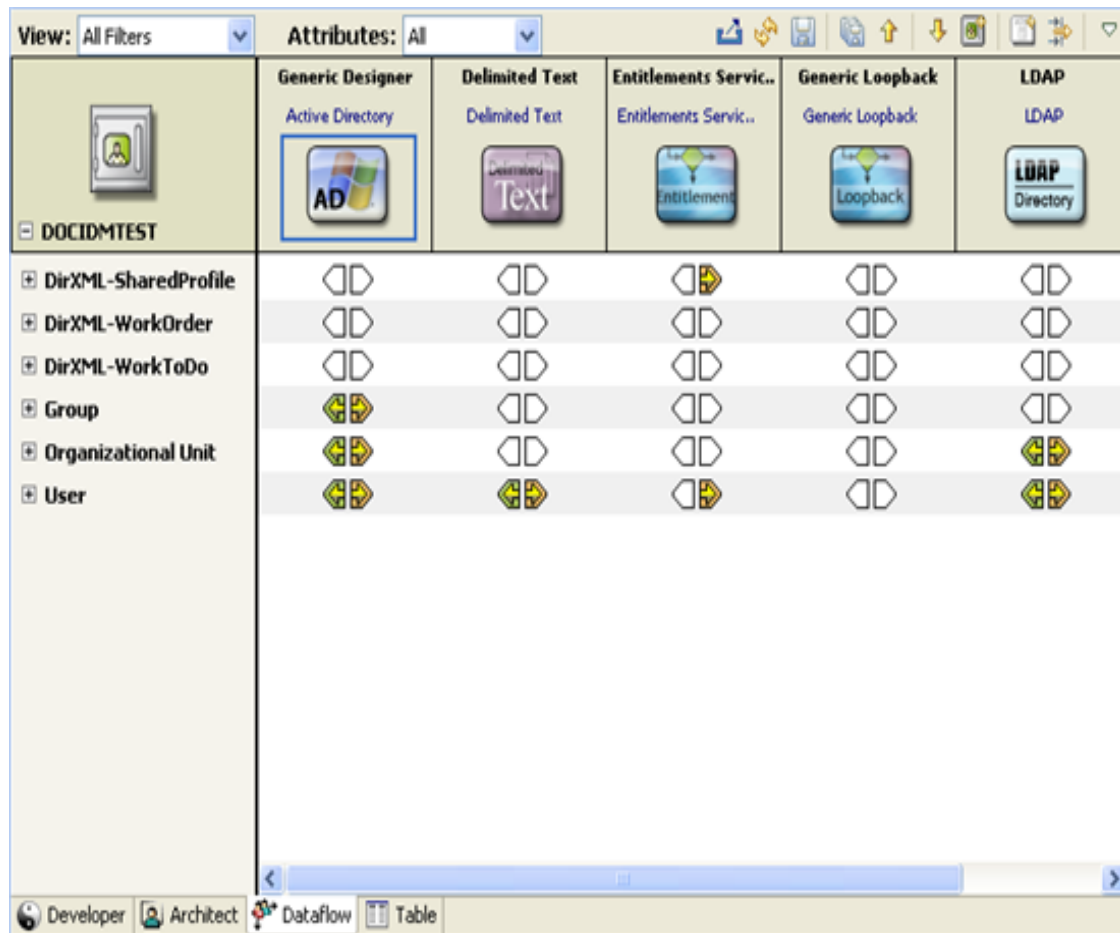 View: All Filters Attributes: All
Generic Designer Delimited Text Entitlements Servic.. Generic Loopback LDAP
Active Directory Delimited Text Entitlements Servic.. Generic Loopback LDAP
AD Delimited Text Entitlement Loopback LDAP Directory
DOCIDMTEST
DirXML-SharedProfile
DirXML-WorkOrder
DirXML-WorkToDo
Group
Organizational Unit
User
Developer Architect Dataflow Table